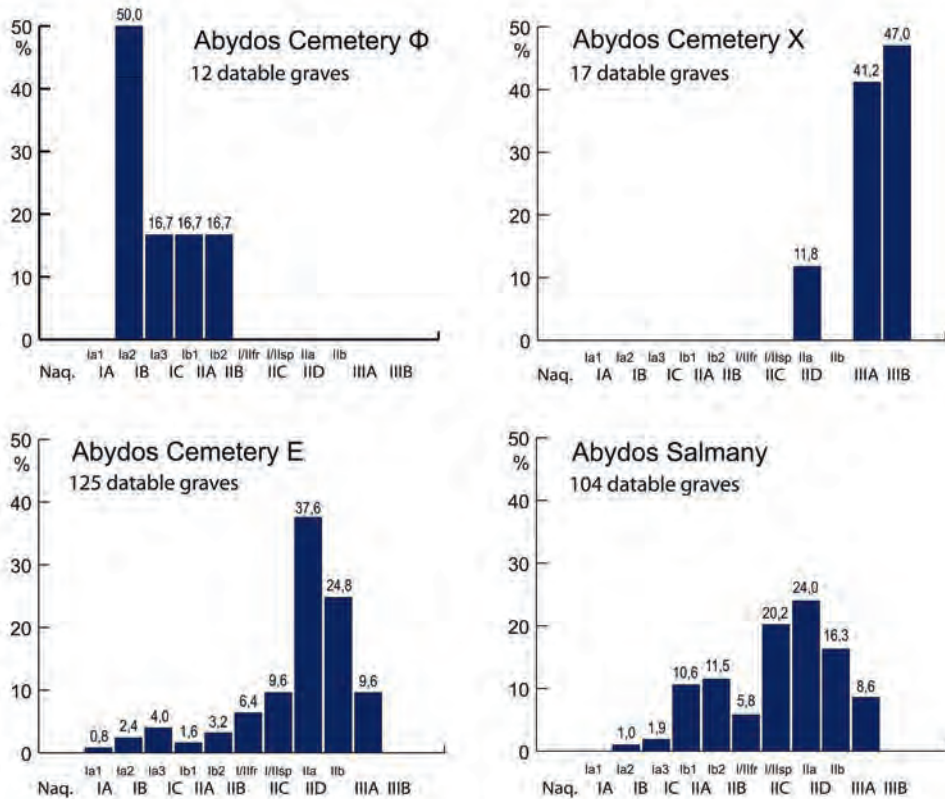 Abydos Cemetery Φ
12 datable graves
50
%
40
30
20
10
0
50,0
16,7 16,7 16,7
Ia1 Ia2 Ia3 Ib1 Ib2 I/IIfr I/IIsp IIa IIb
Naq. IA IB IC IIA IIB IIC IID IIIA IIIB
Abydos Cemetery X
17 datable graves
50
%
40
30
20
10
0
11,8 41,2 47,0
Ia1 Ia2 Ia3 Ib1 Ib2 I/IIfr I/IIsp IIa IIb
Naq. IA IB IC IIA IIB IIC IID IIIA IIIB
Abydos Cemetery E
125 datable graves
50
%
40
30
20
10
0
0,8 2,4 4,0 1,6 3,2 6,4 9,6 37,6 24,8 9,6
Ia1 Ia2 Ia3 Ib1 Ib2 I/IIfr I/IIsp IIa IIb
Naq. IA IB IC IIA IIB IIC IID IIIA IIIB
Abydos Salmany
104 datable graves
50
%
40
30
20
10
0
1,0 1,9 10,6 11,5 5,8 20,2 24,0 16,3 8,6
Ia1 Ia2 Ia3 Ib1 Ib2 I/IIfr I/IIsp IIa IIb
Naq. IA IB IC IIA IIB IIC IID IIIA IIIB